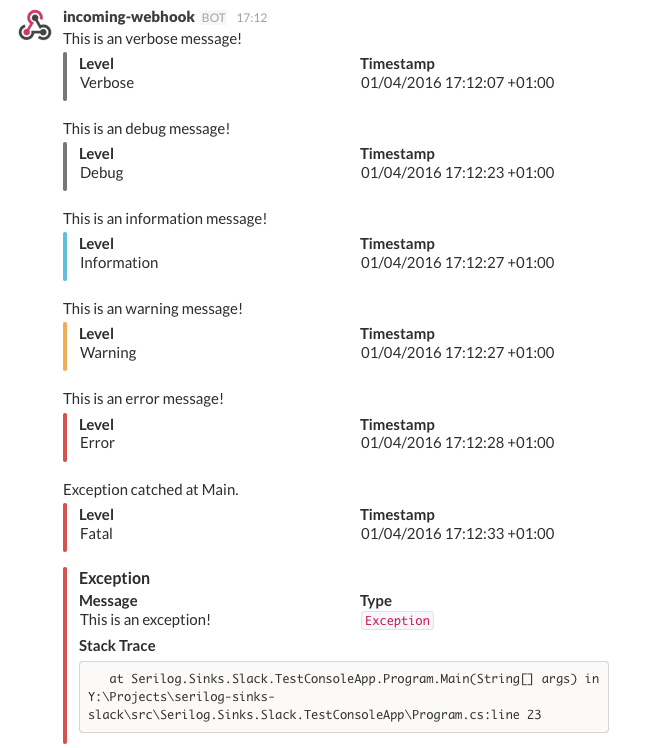 incoming-webhook BOT 17:12
This is an verbose message!
Level Timestamp
Verbose 01/04/2016 17:12:07 +01:00
This is an debug message!
Level Timestamp
Debug 01/04/2016 17:12:23 +01:00
This is an information message!
Level Timestamp
Information 01/04/2016 17:12:27 +01:00
This is an warning message!
Level Timestamp
Warning 01/04/2016 17:12:27 +01:00
This is an error message!
Level Timestamp
Error 01/04/2016 17:12:28 +01:00
Exception catched at Main.
Level Timestamp
Fatal 01/04/2016 17:12:33 +01:00
Exception
Message Type
This is an exception! Exception
Stack Trace
at Serilog.Sinks.Slack.TestConsoleApp.Program.Main(String[] args) in
Y:\Projects\serilog-sinks-
slack\src\Serilog.Sinks.Slack.TestConsoleApp\Program.cs:line 23